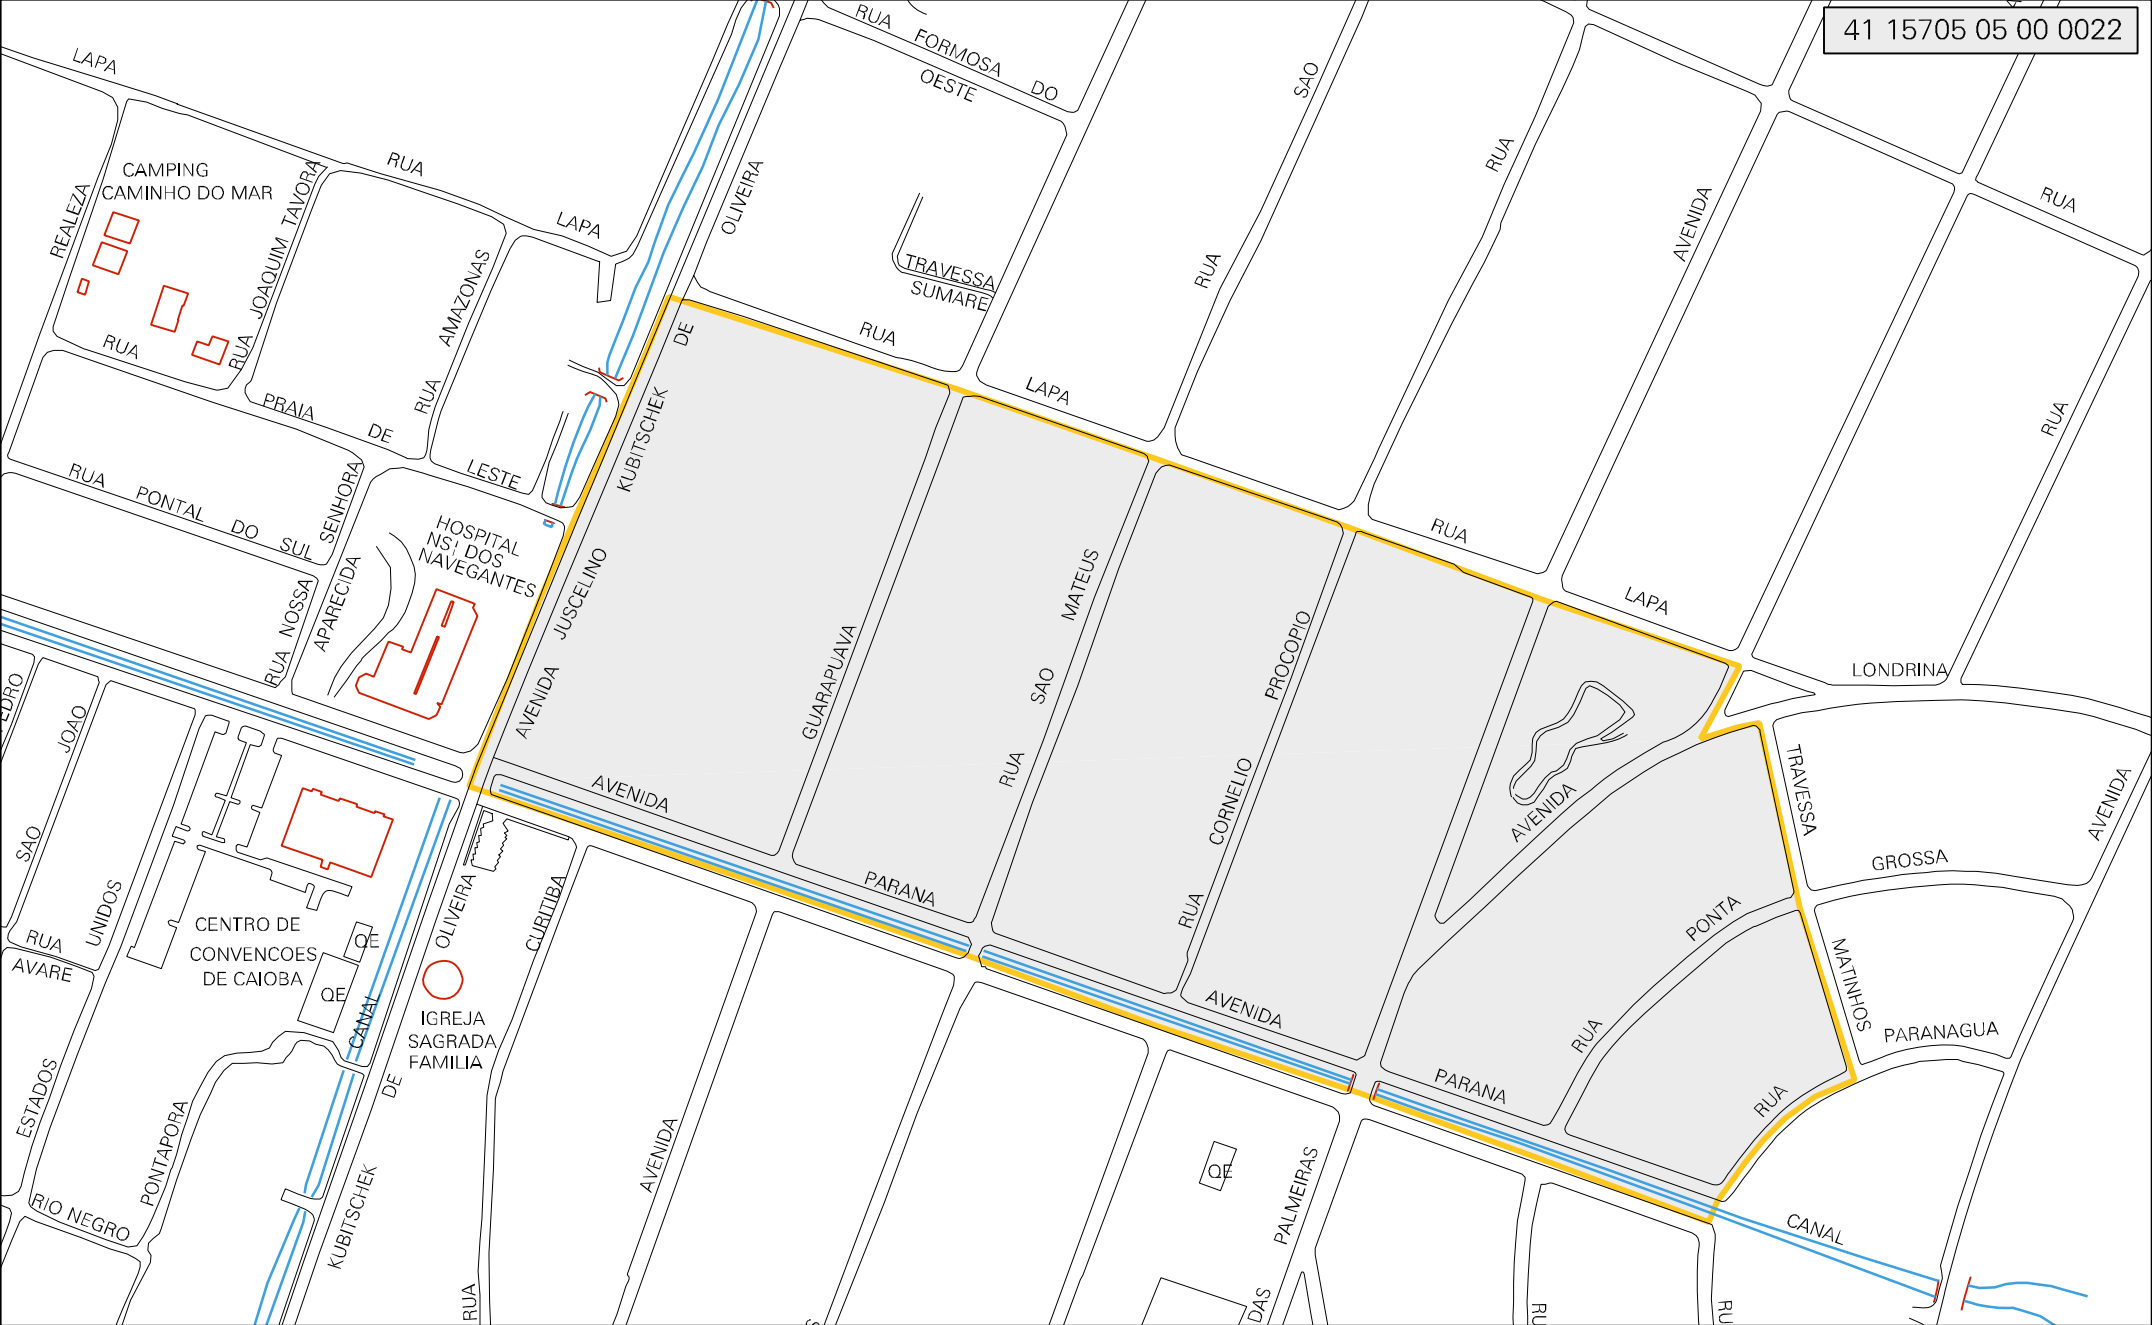 41 15705 05 00 0022
LAPA
RUA
LAPA
RUA
FORMOSA
DO
OESTE
SAO
RUA
RUA
AVENIDA
RUA
RUA
CAMPING
CAMINHO DO MAR
REALEZA
RUA
JOAQUIM
TAVORA
AMAZONAS
RUA
OLIVEIRA
TRAVESSA
SUMARE
RUA
PRAIA
DE
LESTE
RUA
LAPA
RUA
LAPA
LONDRINA
DE
KUBITSCHEK
JUSCELINO
AVENIDA
RUA
PONTAL
DO
SUL
SENHORA
APARECIDA
RUA NOSSA
HOSPITAL
NS¹ DOS
NAVEGANTES
GUARAPUAVA
MATEUS
SAO
RUA
PROCOPIO
CORNELIO
RUA
AVENIDA
TRAVESSA
MATINHOS
GROSSA
PARANAGUA
AVENIDA
PONTA
RUA
RUA
AVENIDA
PARANA
AVENIDA
PARANA
CANAL
EDRO
JOAO
SAO
UNIDOS
ESTADOS
RUA
AVARE
CENTRO DE
CONVENCOES
DE CAIOBA
QE
QE
CANAL
OLIVEIRA
DE
KUBITSCHEK
CURITIBA
RUA
IGREJA
SAGRADA
FAMILIA
PONTAPORA
RIO NEGRO
AVENIDA
QE
PALMEIRAS
DAS
RU
RU